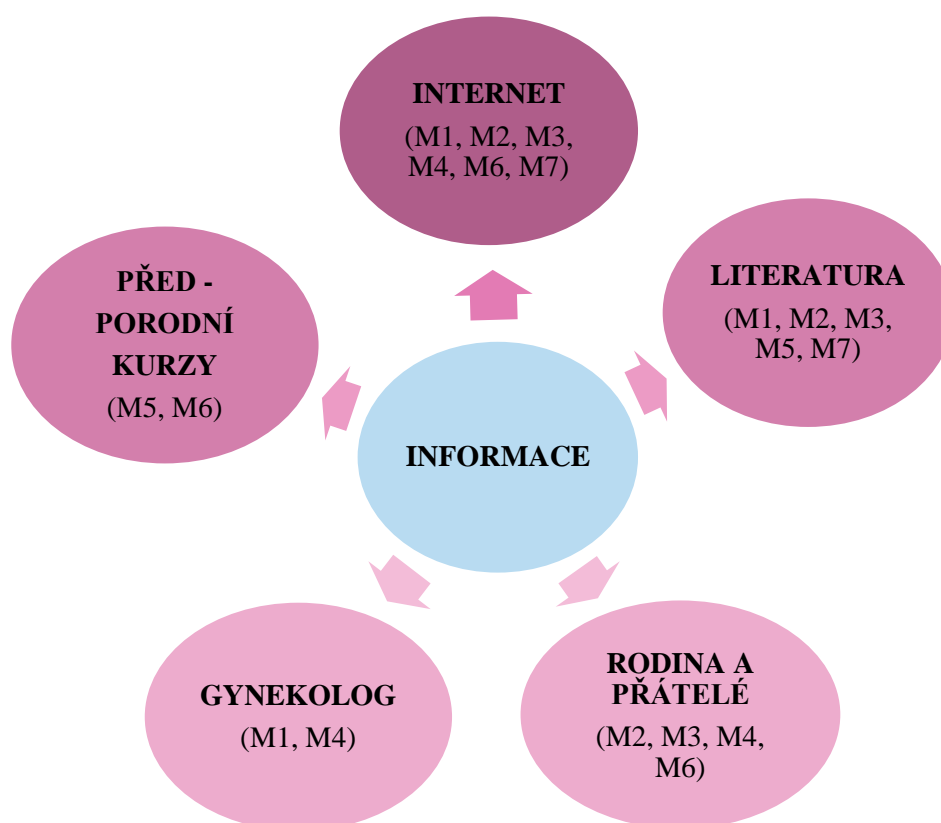 INTERNET
(M1, M2, M3,
M4, M6, M7)
LITERATURA
(M1, M2, M3,
M5, M7)
PŘED -
PORODNÍ
KURZY
(M5, M6)
INFORMACE
GYNEKOLOG
(M1, M4)
RODINA A
PŘÁTELÉ
(M2, M3, M4,
M6)